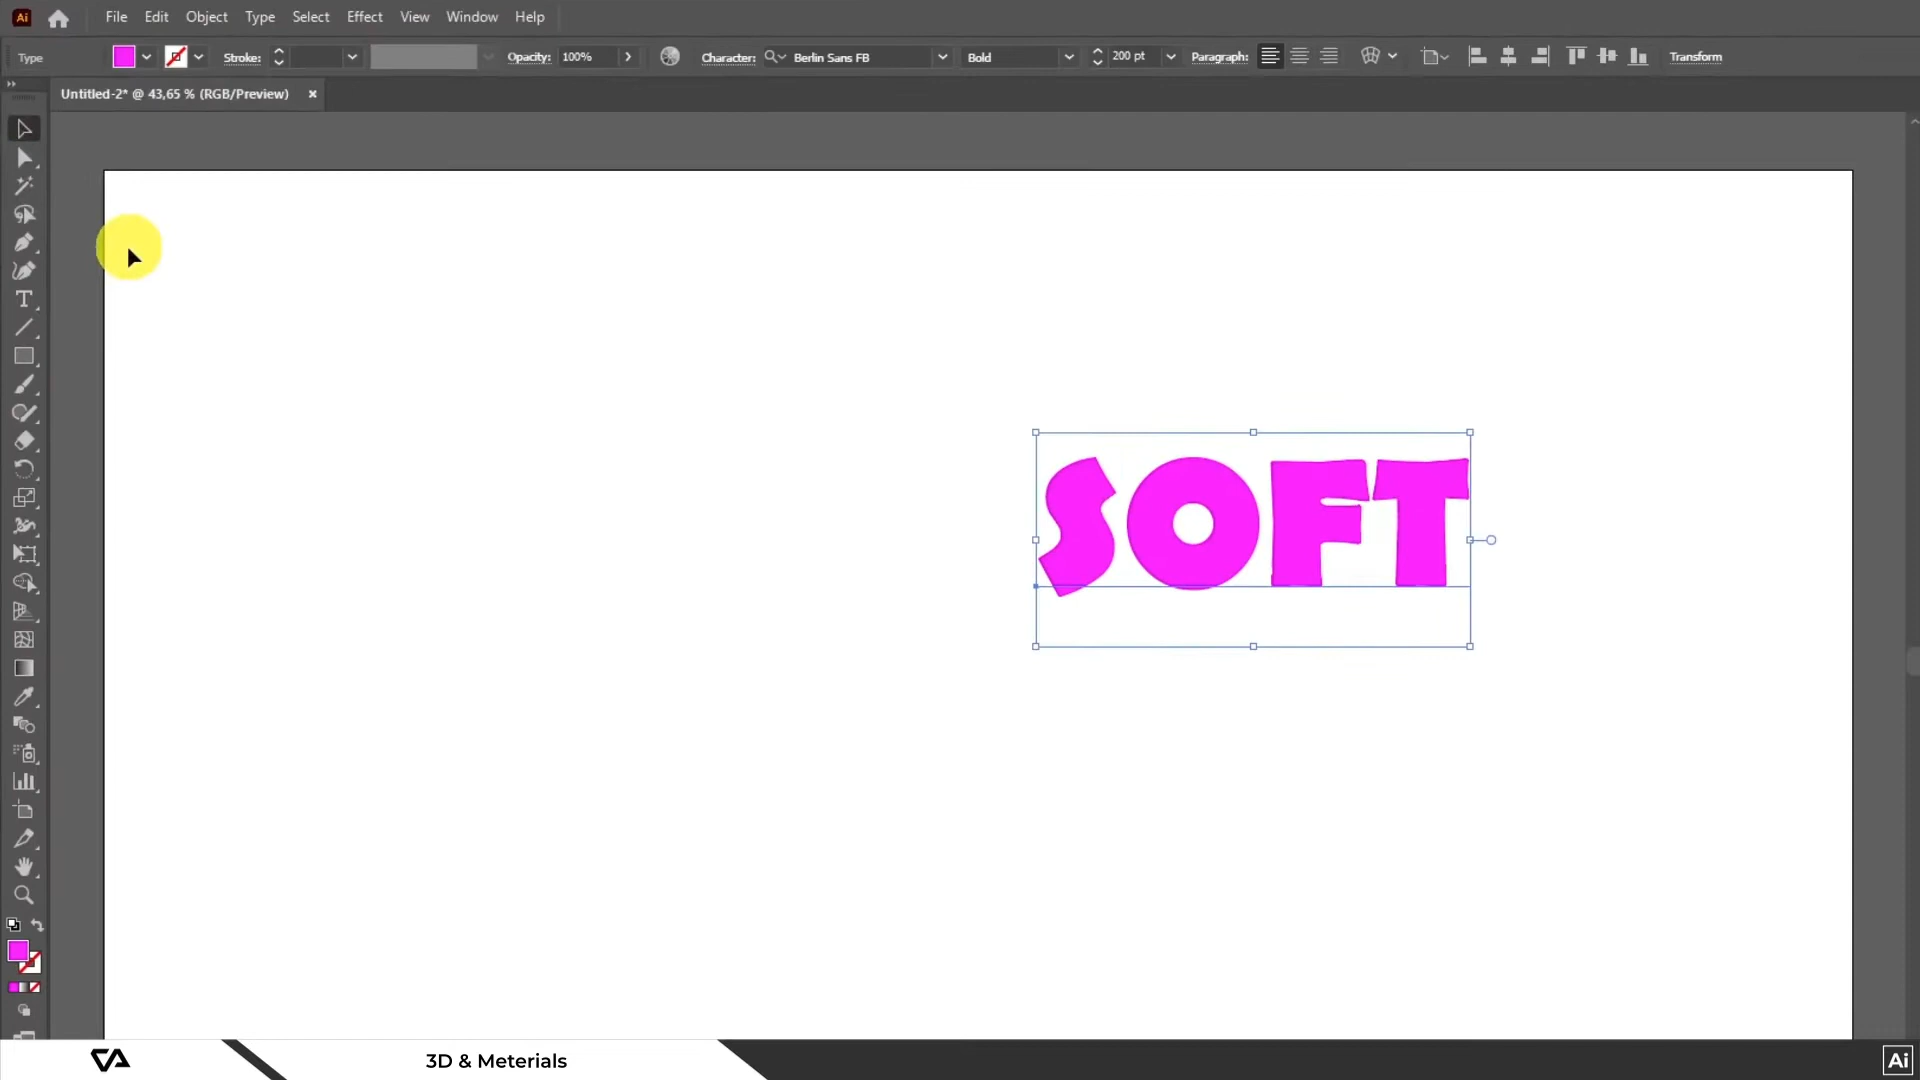 Ai File Edit Object Type Select Effect View Window Help
Type Stroke: Opacity: 100% Character: Berlin Sans FB Bold 200 pt Paragraph: Transform
Untitled-2* @ 43,65 % (RGB/Preview) ×
SOFT
VA 3D & Meterials Ai